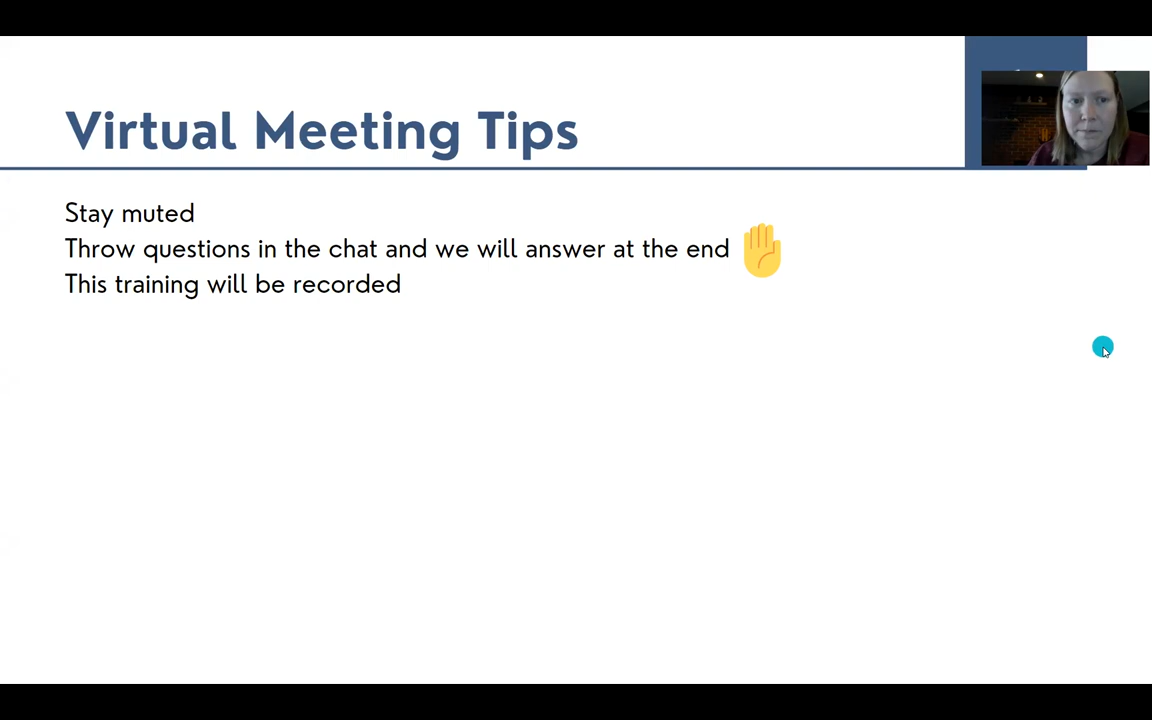 Virtual Meeting Tips
Stay muted
Throw questions in the chat and we will answer at the end
This training will be recorded